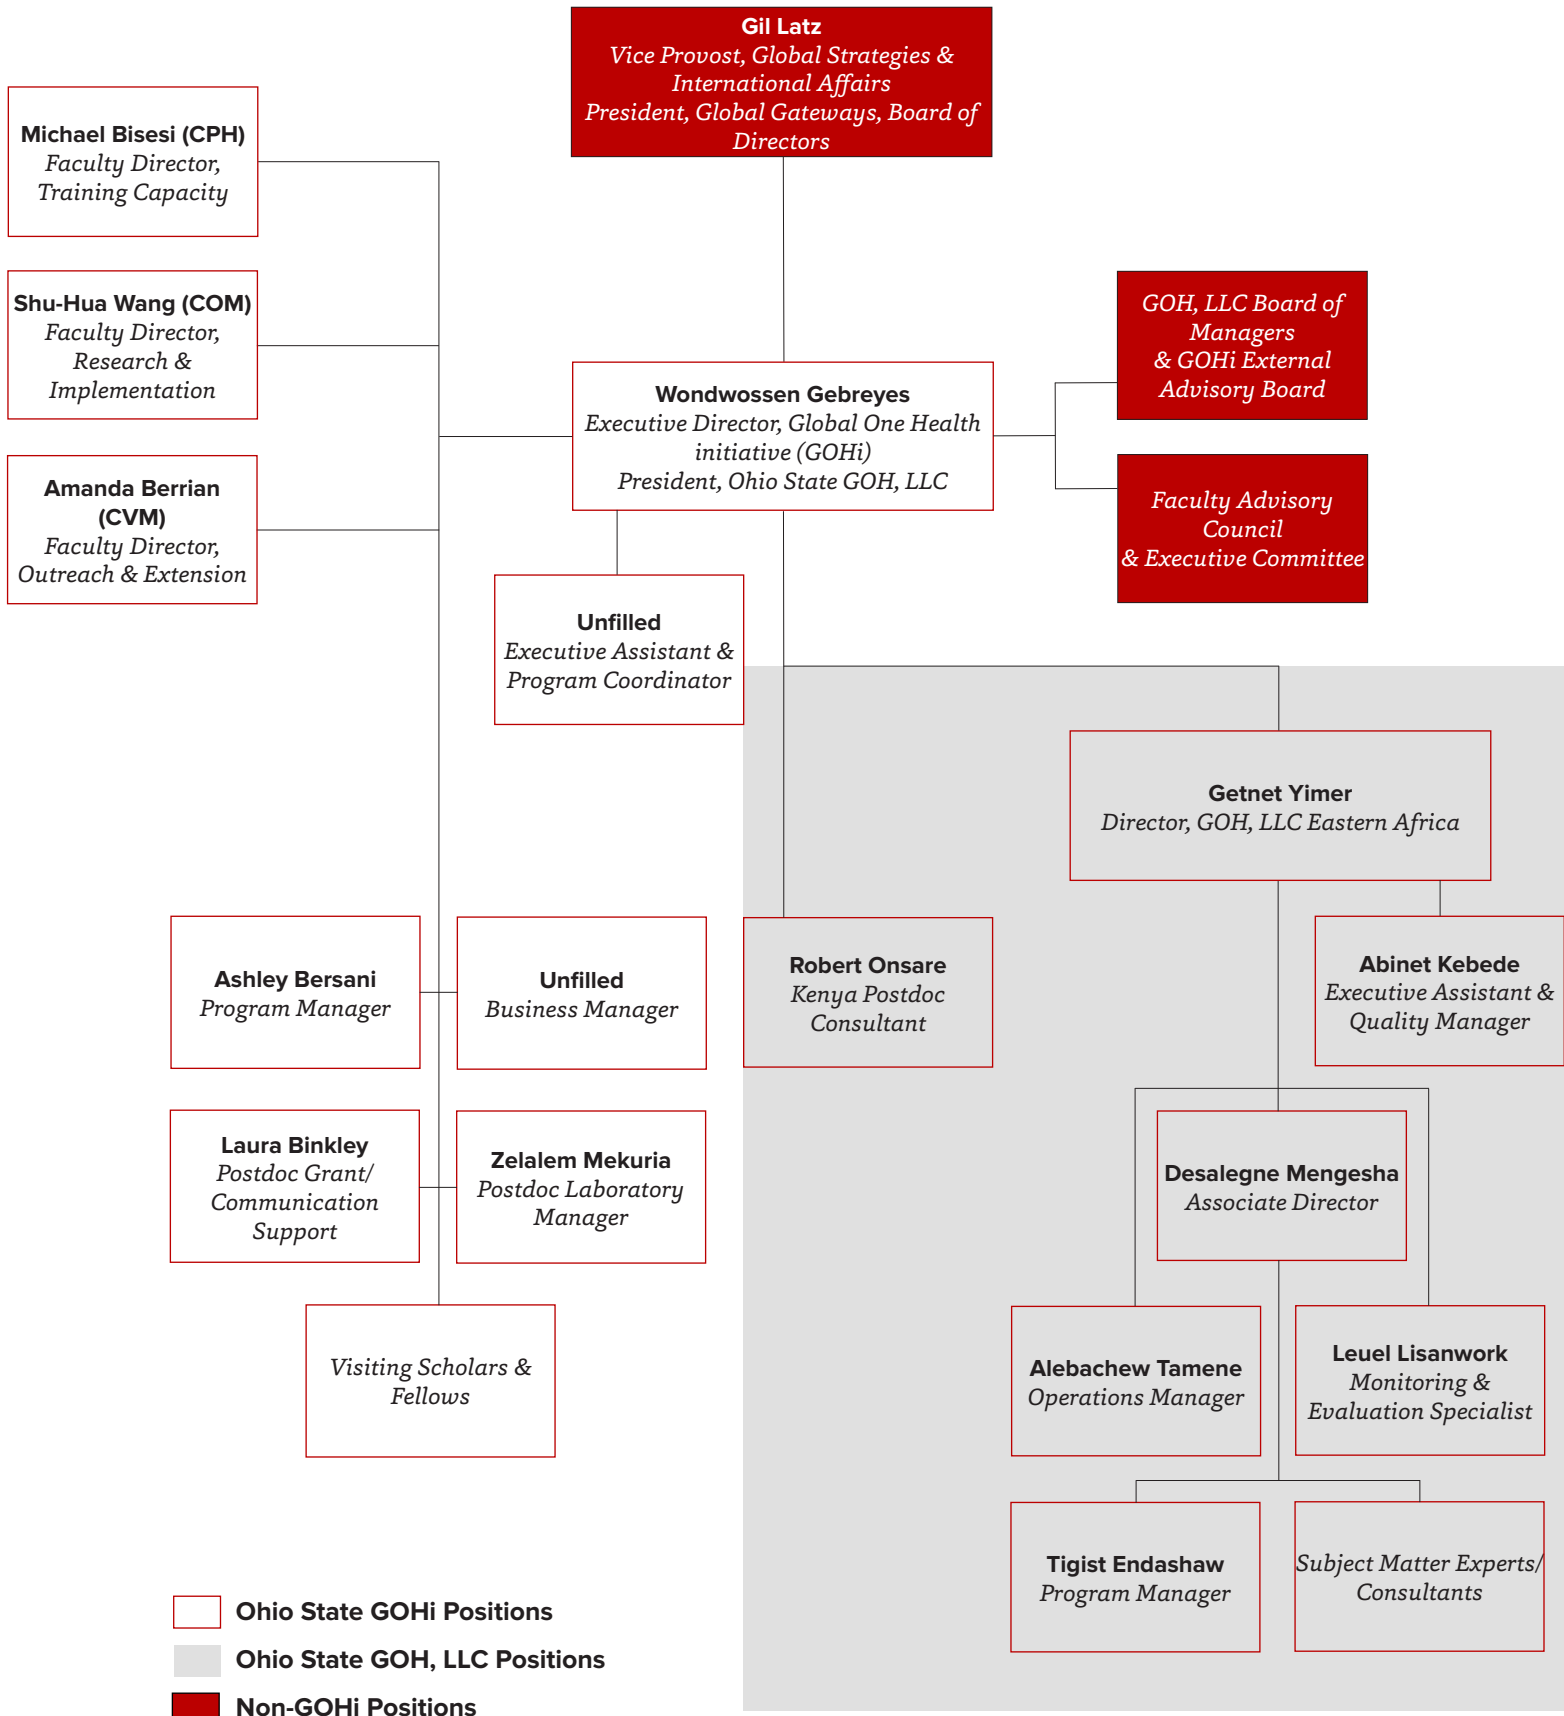 Gil Latz
Vice Provost, Global Strategies &
International Affairs
President, Global Gateways, Board of
Directors
Michael Bisesi (CPH)
Faculty Director,
Training Capacity
Shu-Hua Wang (COM)
Faculty Director,
Research &
Implementation
Amanda Berrian
(CVM)
Faculty Director,
Outreach & Extension
Wondwossen Gebreyes
Executive Director, Global One Health
initiative (GOHi)
President, Ohio State GOH, LLC
GOH, LLC Board of
Managers
& GOHi External
Advisory Board
Faculty Advisory
Council
& Executive Committee
Unfilled
Executive Assistant &
Program Coordinator
Getnet Yimer
Director, GOH, LLC Eastern Africa
Ashley Bersani
Program Manager
Unfilled
Business Manager
Robert Onsare
Kenya Postdoc
Consultant
Abinet Kebede
Executive Assistant &
Quality Manager
Laura Binkley
Postdoc Grant/
Communication
Support
Zelalem Mekuria
Postdoc Laboratory
Manager
Desalegne Mengesha
Associate Director
Visiting Scholars &
Fellows
Alebachew Tamene
Operations Manager
Leuel Lisanwork
Monitoring &
Evaluation Specialist
Tigist Endashaw
Program Manager
Subject Matter Experts/
Consultants
Ohio State GOHi Positions
Ohio State GOH, LLC Positions
Non-GOHi Positions